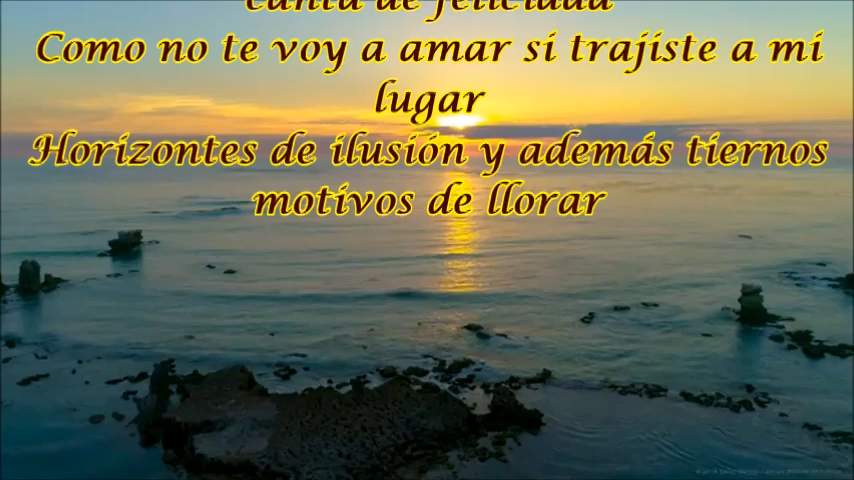 canta de felicidad
Como no te voy a amar si trajiste a mi
lugar
Horizontes de ilusión y además tiernos
motivos de llorar